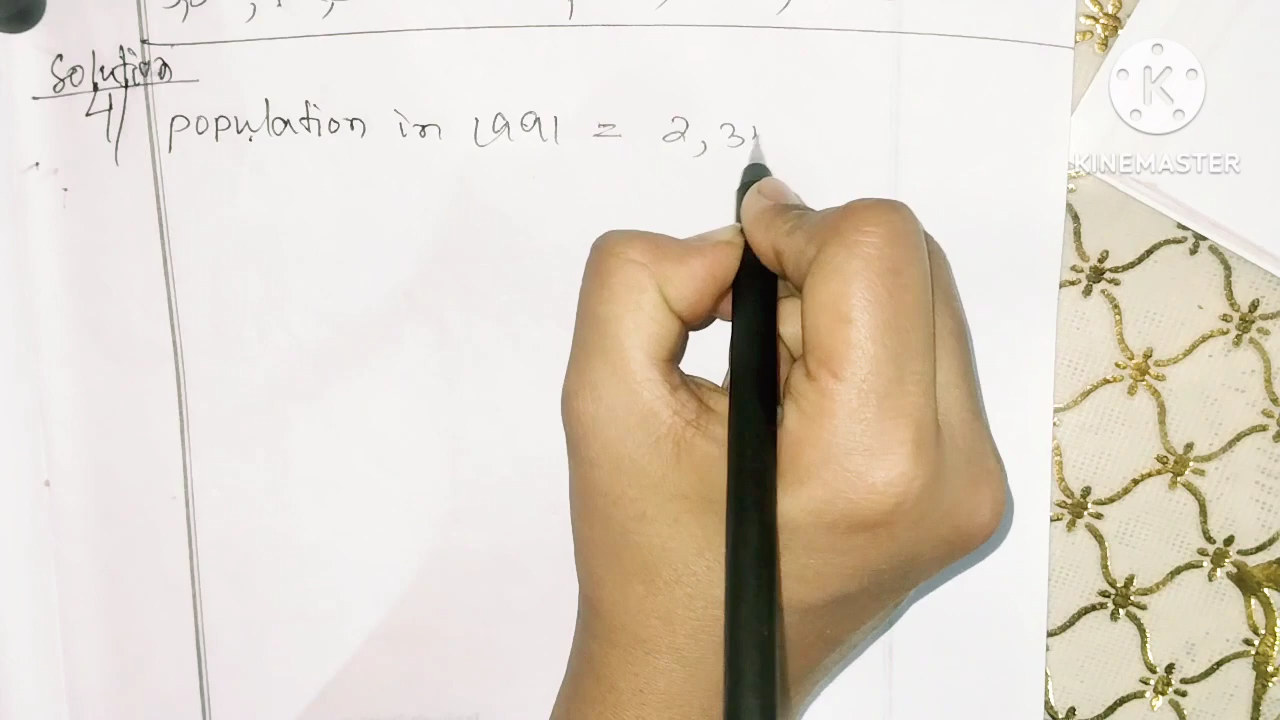 Solution
4) population in 1991 = 2,3
K
KINEMASTER